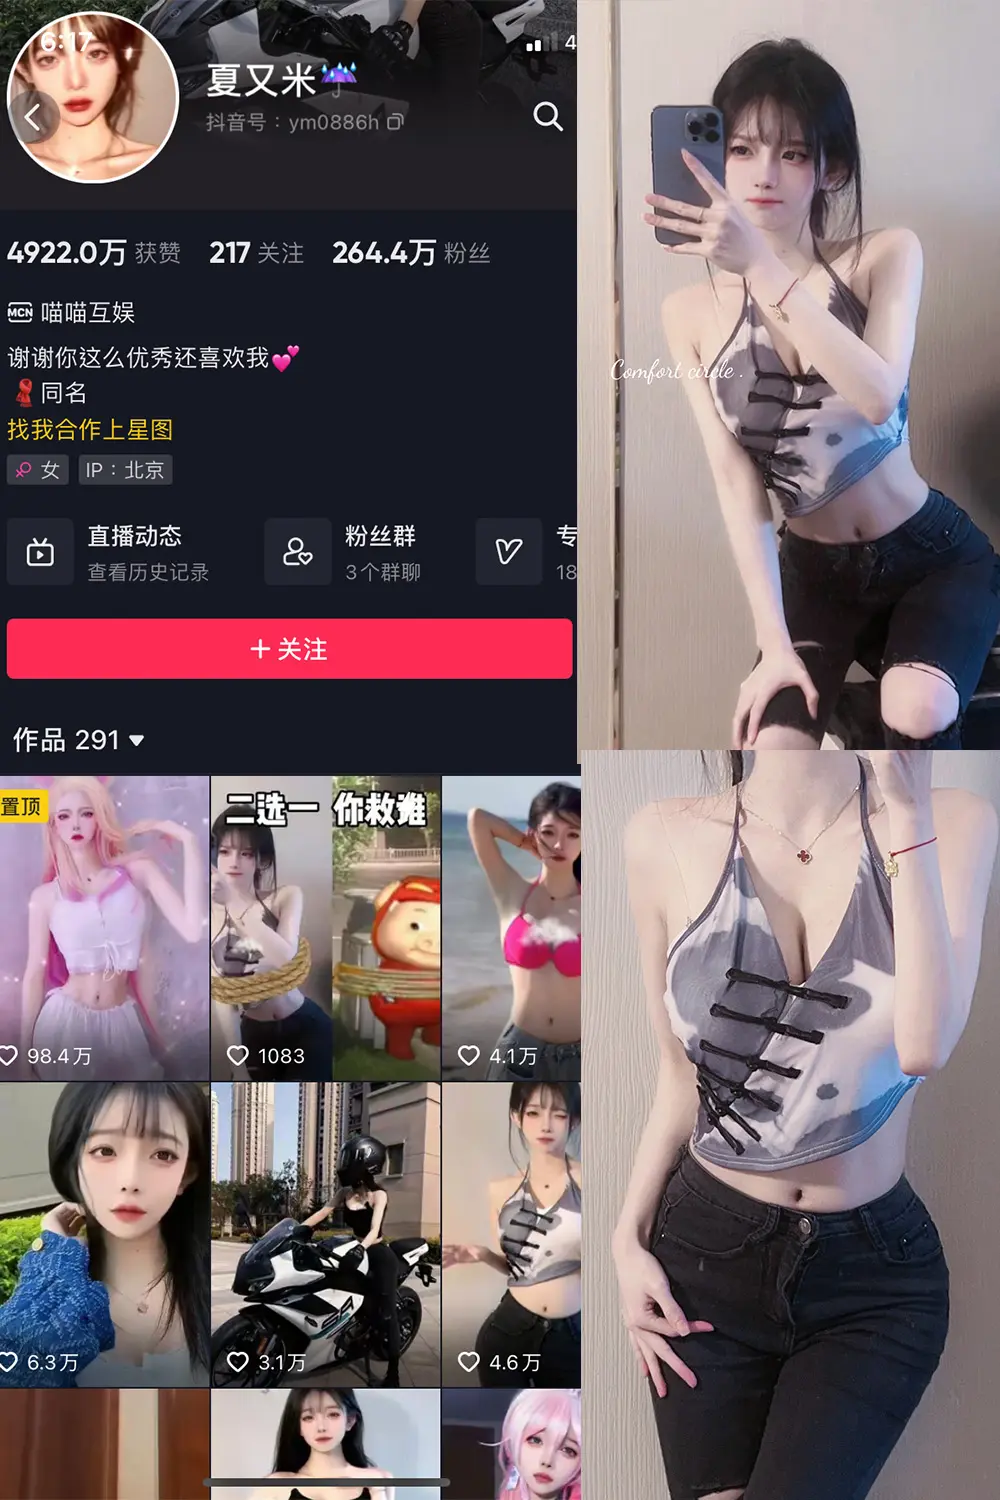 6:17
4
夏又米☔
抖音号：ym0886h
4922.0万 获赞 217 关注 264.4万 粉丝
MCN 喵喵互娱
谢谢你这么优秀还喜欢我💕
🧣同名
找我合作上星图
女 IP：北京
直播动态 粉丝群 专
查看历史记录 3个群聊 18
+ 关注
作品 291
置顶
二选一 你救谁
98.4万 1083 4.1万
6.3万 3.1万 4.6万
Comfort circle .